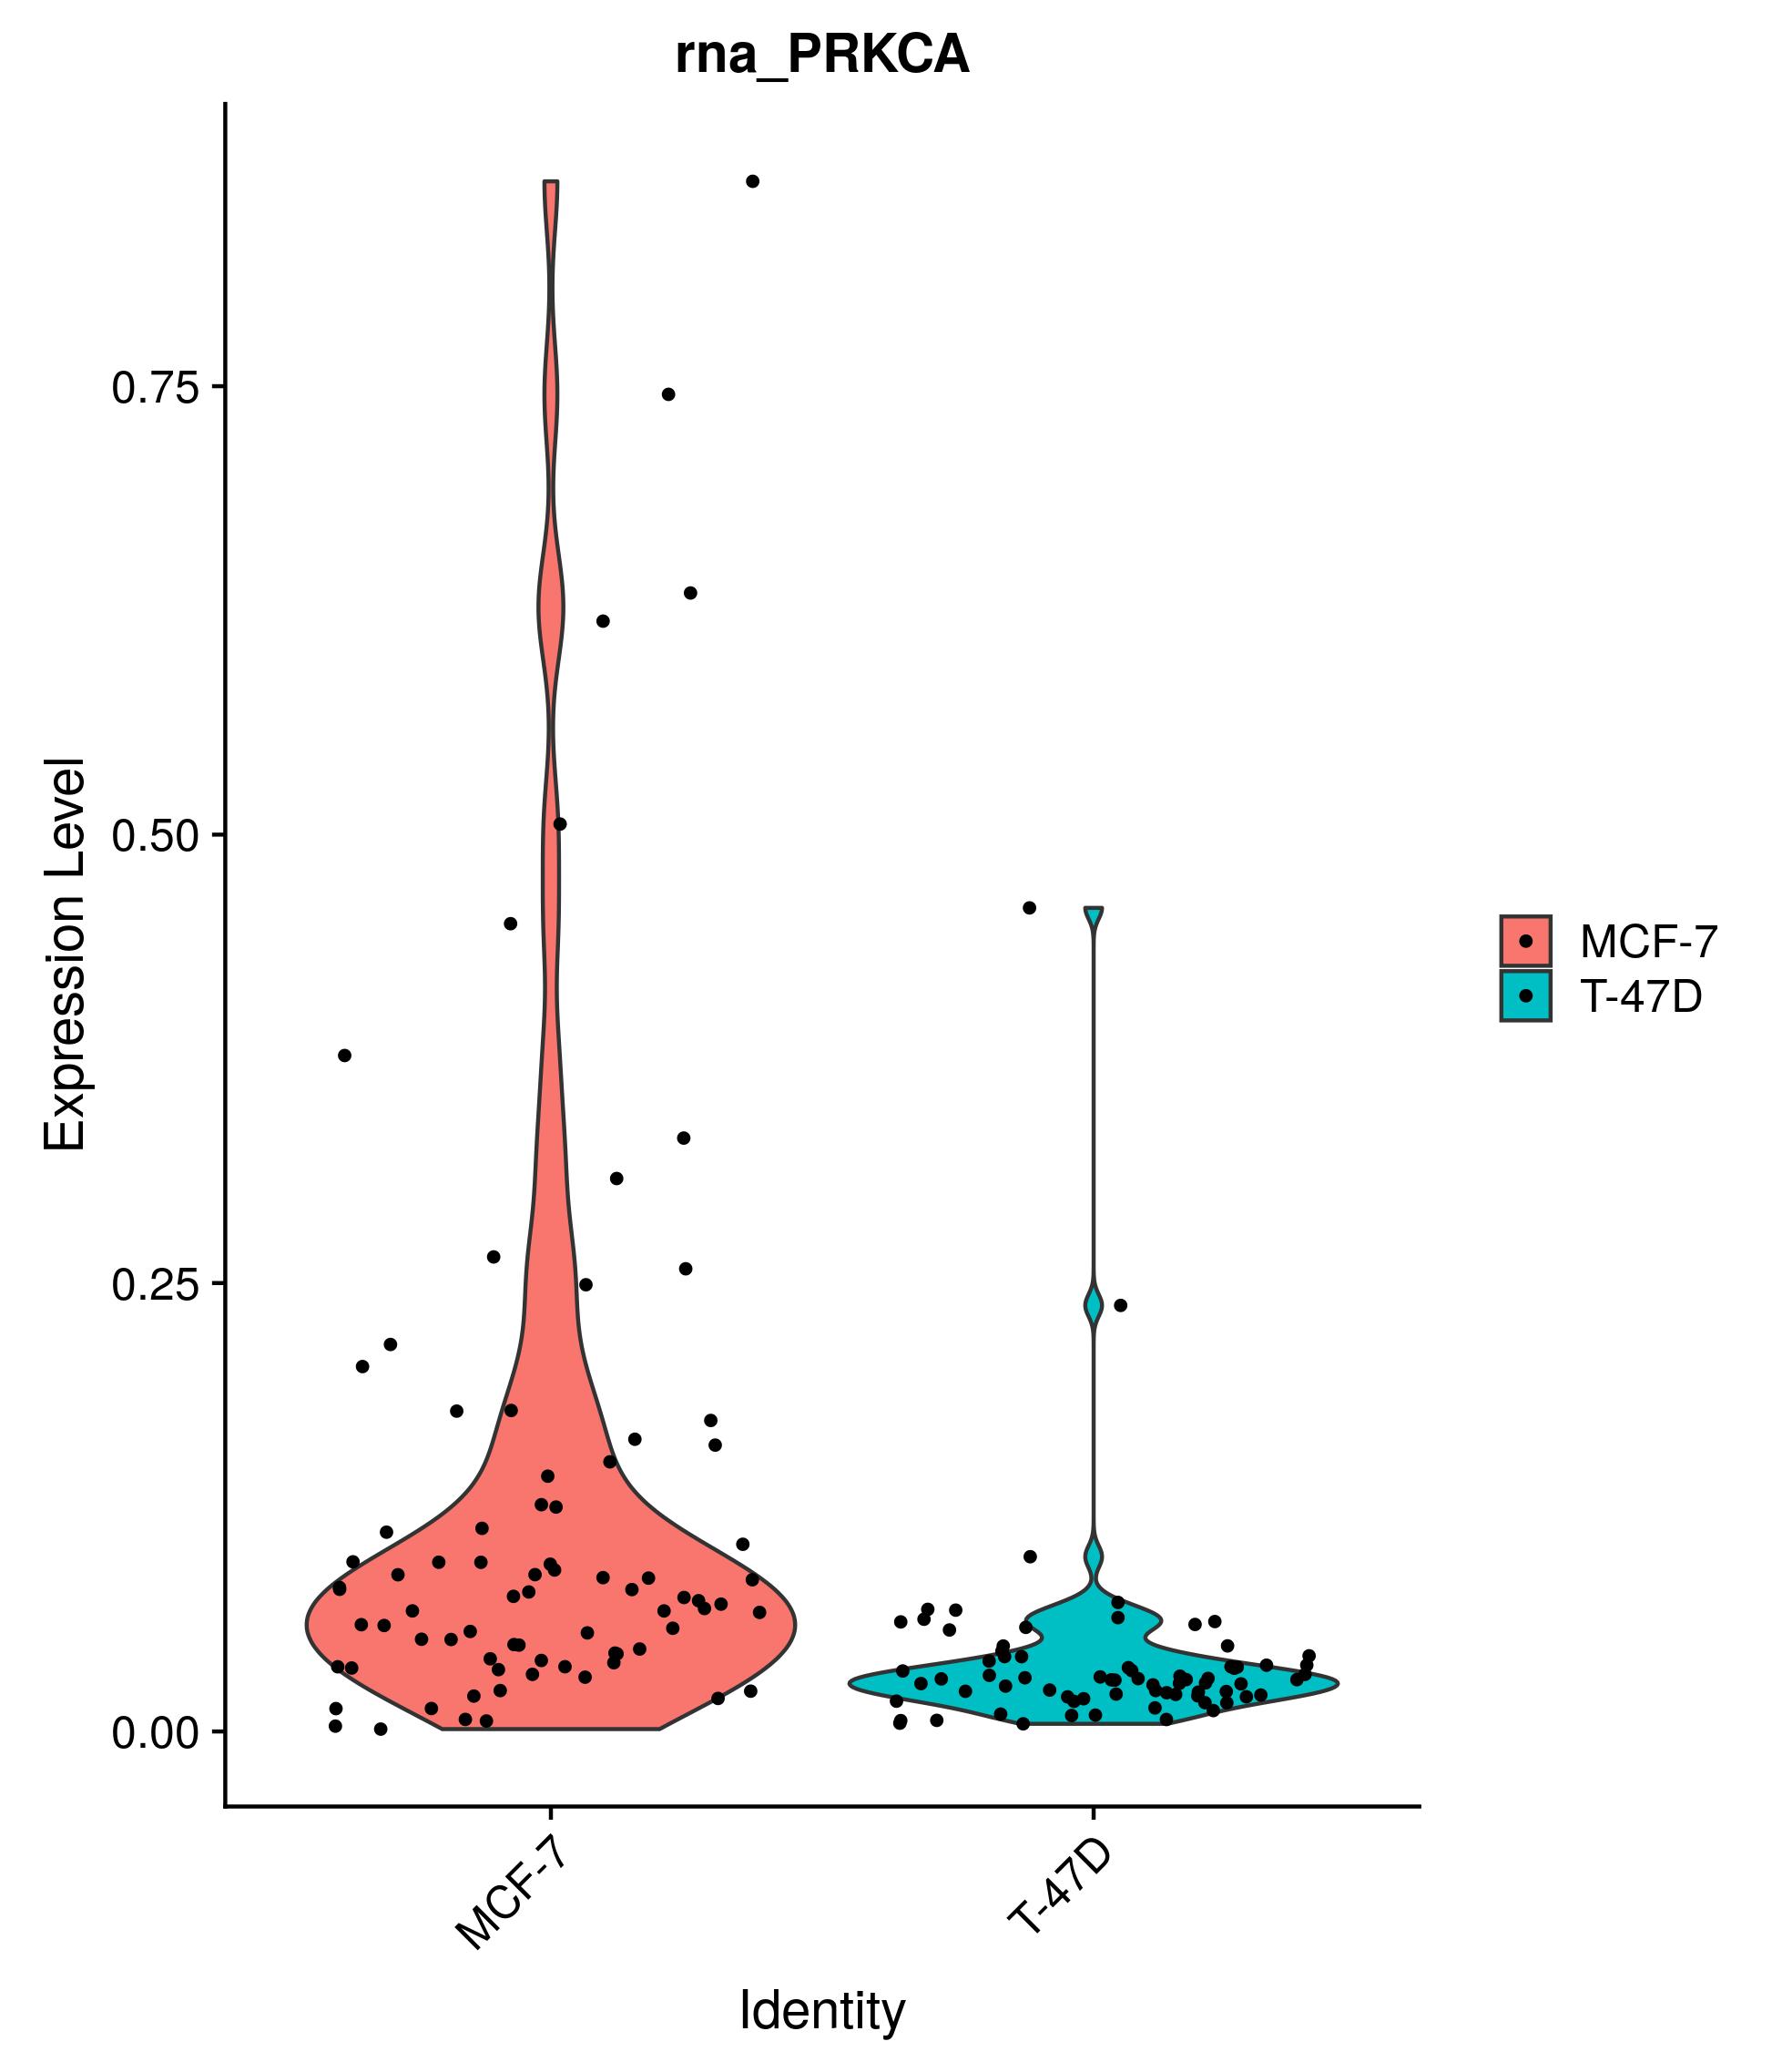 rna_PRKCA
Expression Level
0.75
0.50
0.25
0.00
MCF-7
T-47D
Identity
MCF-7
T-47D